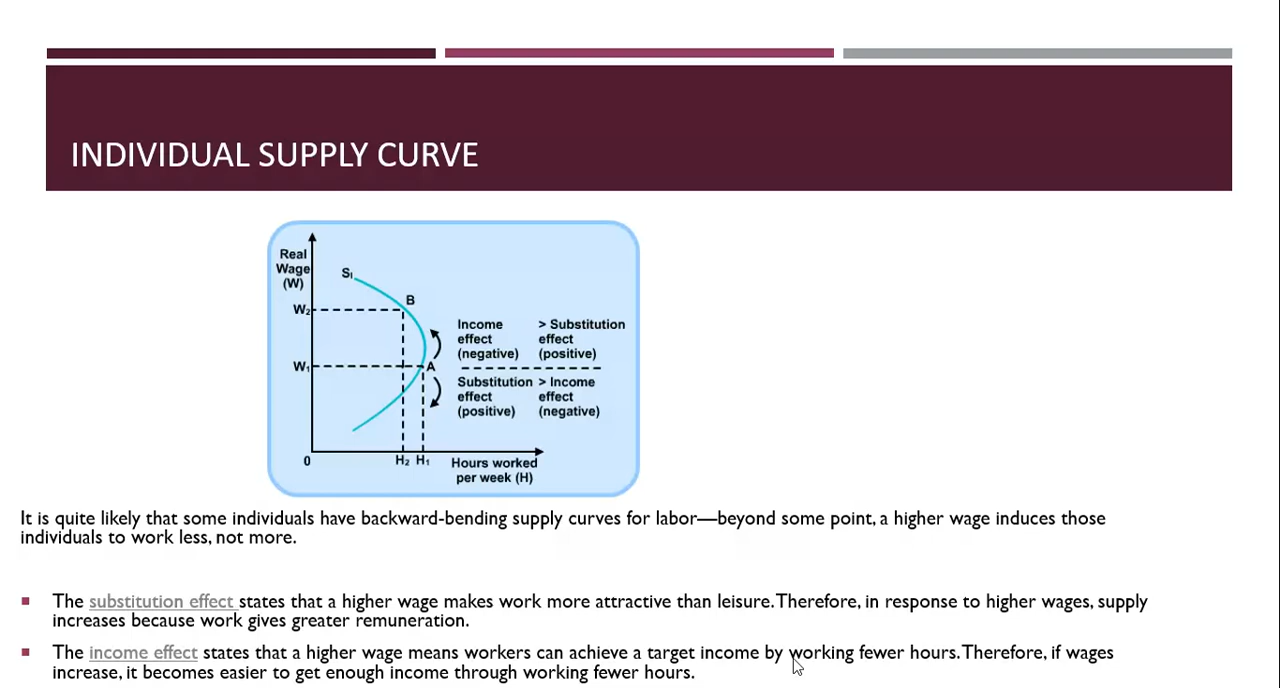 INDIVIDUAL SUPPLY CURVE
Real
Wage
(W)
S₁
B
W₂
W₁
A
Income > Substitution
effect effect
(negative) (positive)
Substitution > Income
effect effect
(positive) (negative)
0
H₂ H₁
Hours worked
per week (H)
It is quite likely that some individuals have backward-bending supply curves for labor—beyond some point, a higher wage induces those
individuals to work less, not more.
▪ The substitution effect states that a higher wage makes work more attractive than leisure. Therefore, in response to higher wages, supply
increases because work gives greater remuneration.
▪ The income effect states that a higher wage means workers can achieve a target income by working fewer hours. Therefore, if wages
increase, it becomes easier to get enough income through working fewer hours.